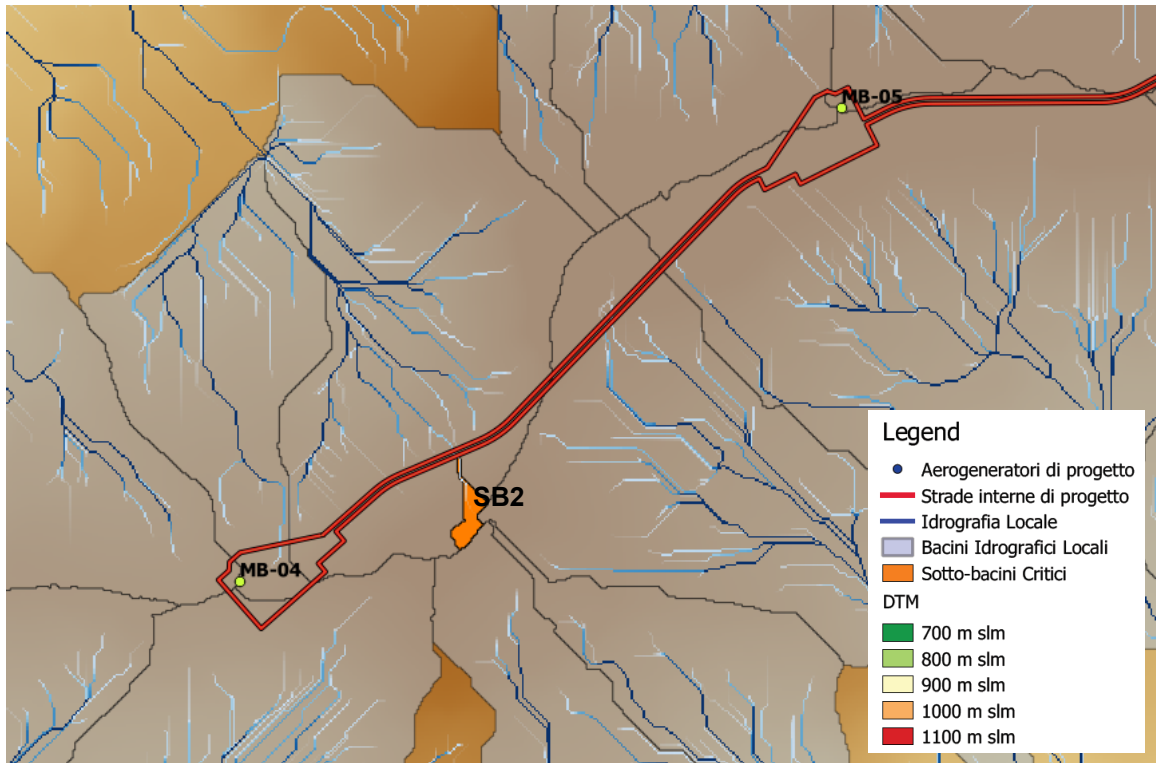 MB-05
SB2
MB-04
Legend
Aerogeneratori di progetto
Strade interne di progetto
Idrografia Locale
Bacini Idrografici Locali
Sotto-bacini Critici
DTM
700 m slm
800 m slm
900 m slm
1000 m slm
1100 m slm